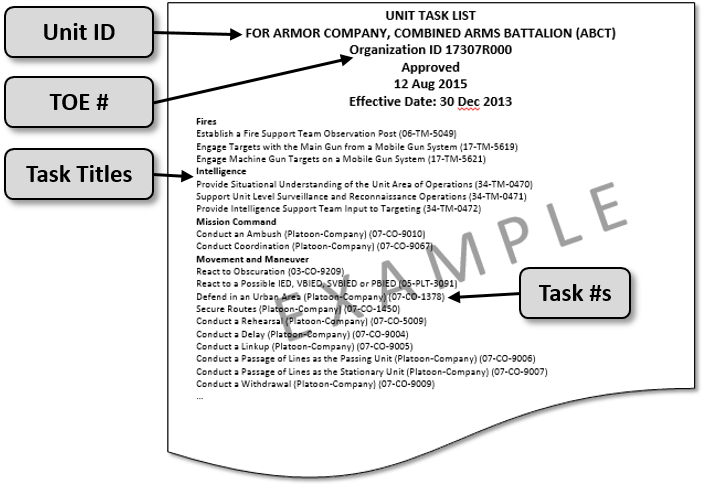 Unit ID
TOE #
Task Titles
UNIT TASK LIST
FOR ARMOR COMPANY, COMBINED ARMS BATTALION (ABCT)
Organization ID 17307R000
Approved
12 Aug 2015
Effective Date: 30 Dec 2013
Fires
Establish a Fire Support Team Observation Post (06-TM-5049)
Engage Targets with the Main Gun from a Mobile Gun System (17-TM-5619)
Engage Machine Gun Targets on a Mobile Gun System (17-TM-5621)
Intelligence
Provide Situational Understanding of the Unit Area of Operations (34-TM-0470)
Support Unit Level Surveillance and Reconnaissance Operations (34-TM-0471)
Provide Intelligence Support Team Input to Targeting (34-TM-0472)
Mission Command
Conduct an Ambush (Platoon-Company) (07-CO-9010)
Conduct Coordination (Platoon-Company) (07-CO-9067)
Movement and Maneuver
React to Obscuration (03-CO-9209)
React to a Possible IED, VBIED, SVBIED or PBIED (05-PLT-3091)
Defend in an Urban Area (Platoon-Company) (07-CO-1378)
Secure Routes (Platoon-Company) (07-CO-1450)
Conduct a Rehearsal (Platoon-Company) (07-CO-5009)
Conduct a Delay (Platoon-Company) (07-CO-9004)
Conduct a Linkup (Platoon-Company) (07-CO-9005)
Conduct a Passage of Lines as the Passing Unit (Platoon-Company) (07-CO-9006)
Conduct a Passage of Lines as the Stationary Unit (Platoon-Company) (07-CO-9007)
Conduct a Withdrawal (Platoon-Company) (07-CO-9009)
...
Task #s
EXAMPLE